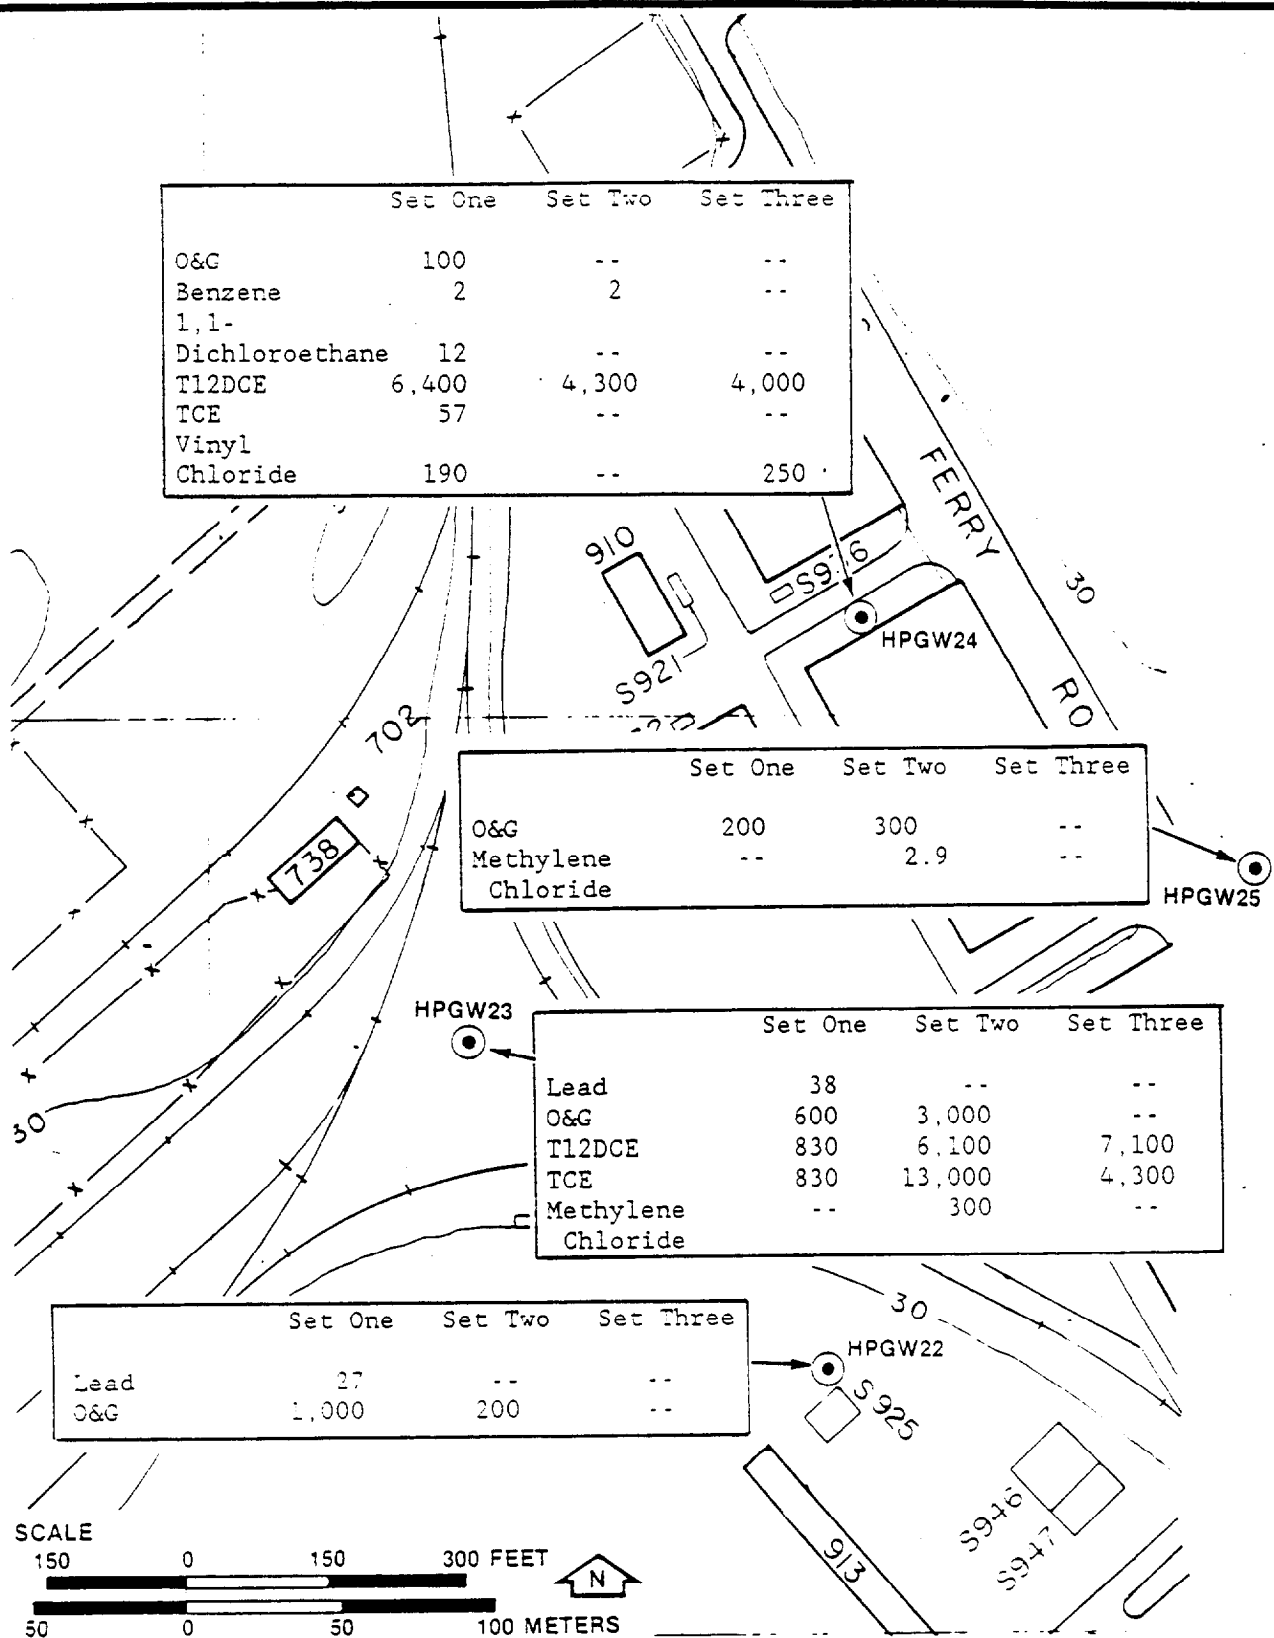 Set One Set Two Set Three
O&G 100 -- --
Benzene 2 2 --
1,1-
Dichloroethane 12 -- --
T12DCE 6,400 4,300 4,000
TCE 57 -- --
Vinyl
Chloride 190 -- 250
FERRY
RO
30
910
S921
HPGW24
702
738
Set One Set Two Set Three
O&G 200 300 --
Methylene -- 2.9 --
Chloride
HPGW25
HPGW23
Set One Set Two Set Three
Lead 38 -- --
O&G 600 3,000 --
T12DCE 830 6,100 7,100
TCE 830 13,000 4,300
Methylene -- 300 --
Chloride
30
Set One Set Two Set Three
Lead 27 -- --
O&G 1,000 200 --
30
HPGW22
S925
S946
S947
913
SCALE
150 0 150 300 FEET
N
50 0 50 100 METERS